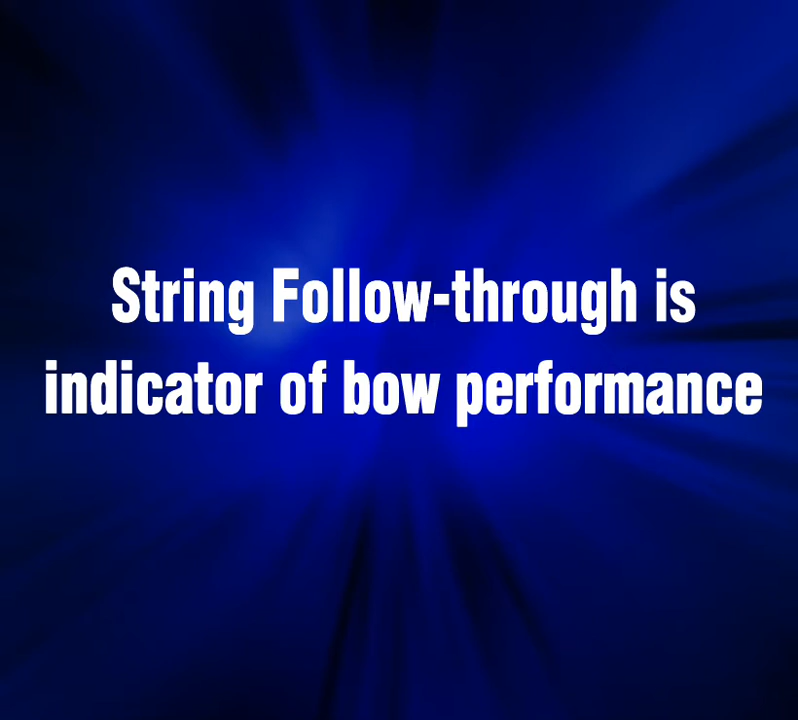 String Follow-through is
indicator of bow performance